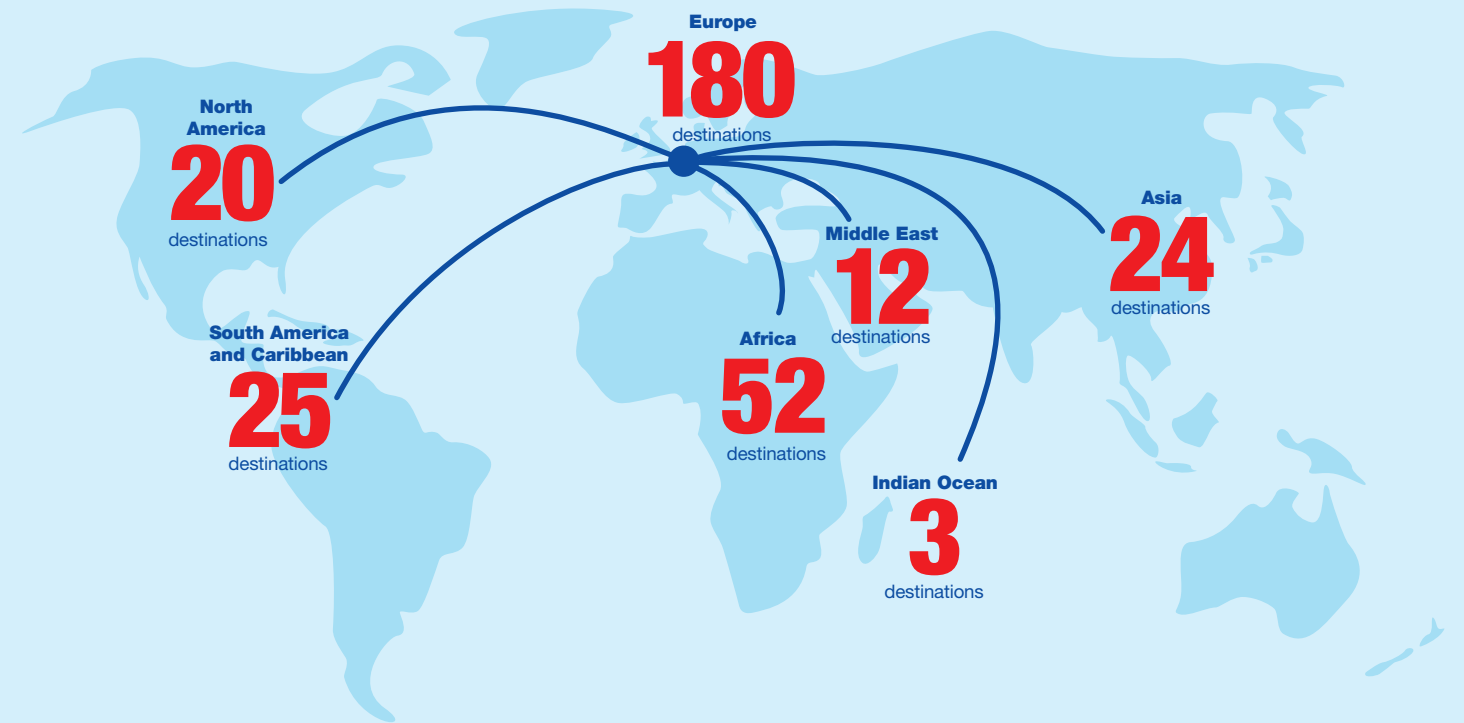 Europe
180
destinations
North
America
20
destinations
Asia
24
destinations
Middle East
12
destinations
South America
and Caribbean
25
destinations
Africa
52
destinations
Indian Ocean
3
destinations